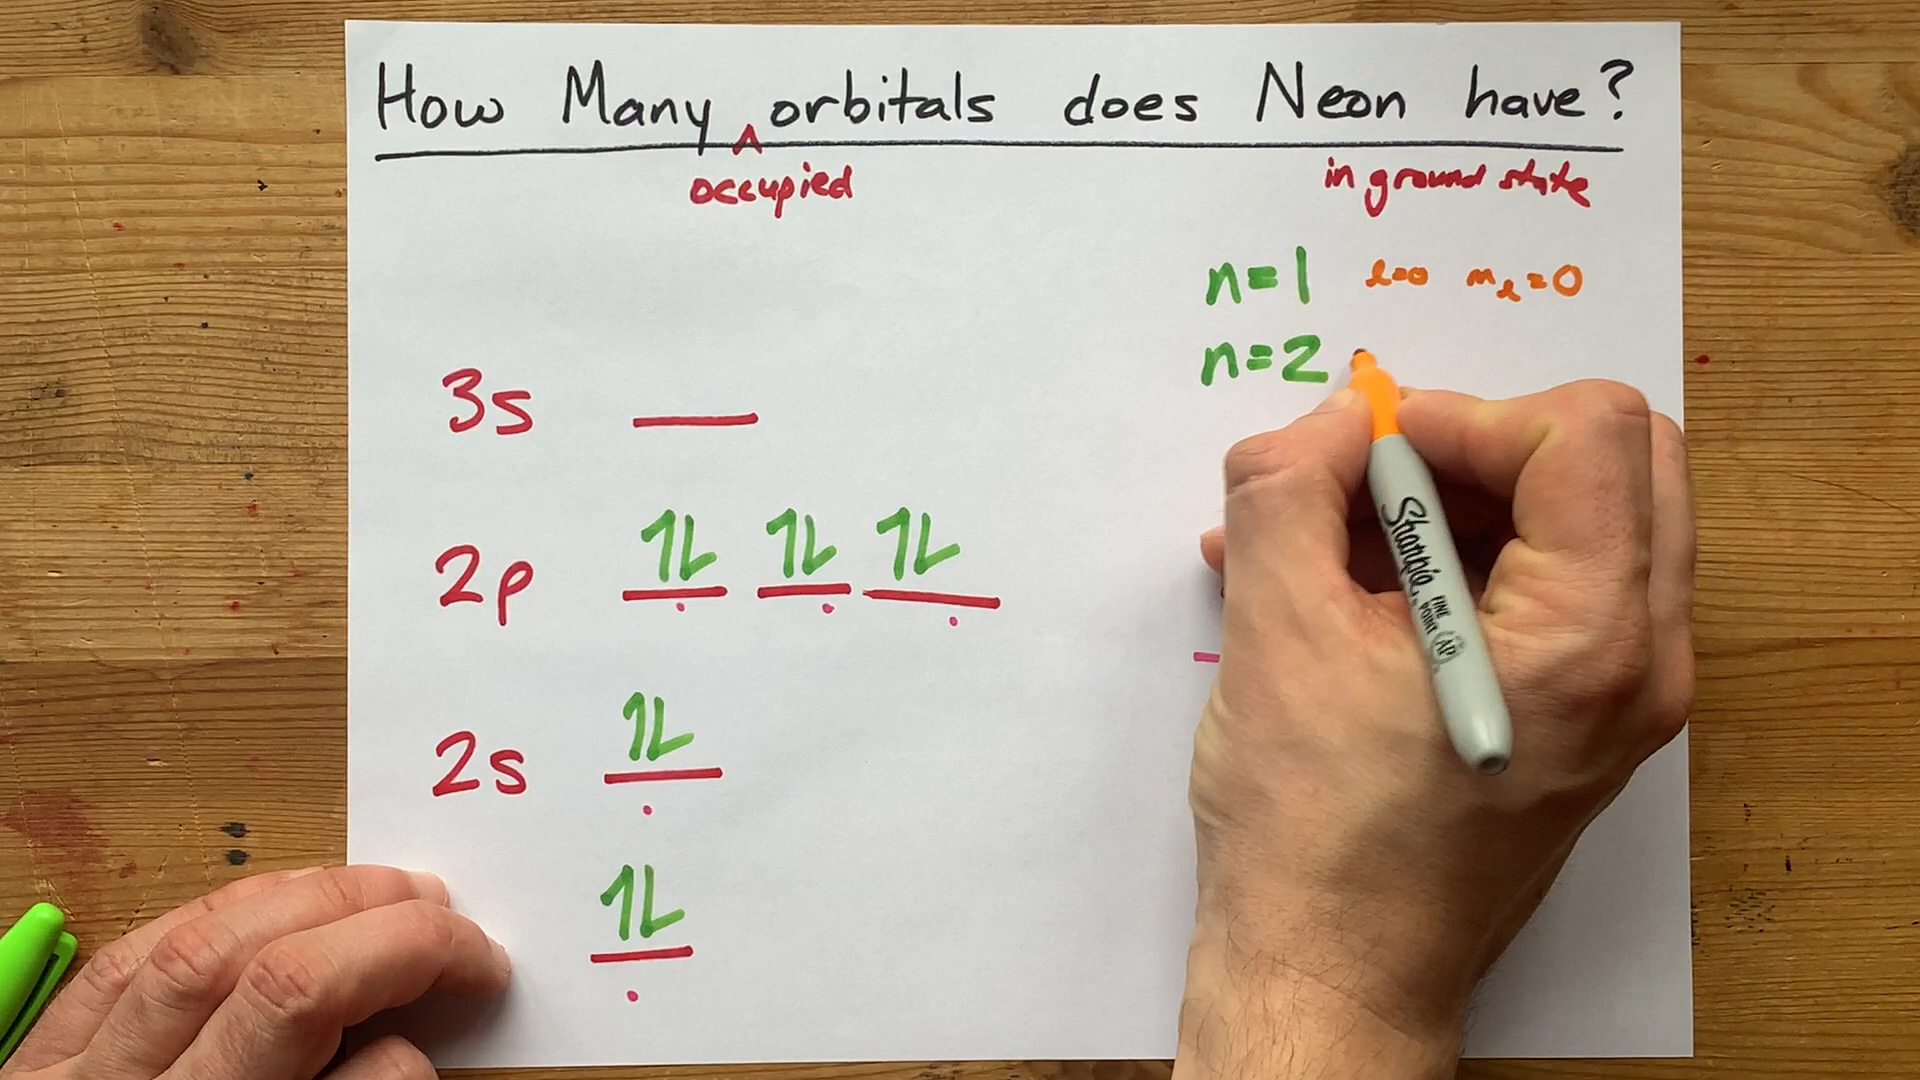 How Many ^ orbitals does Neon have?
occupied
in ground state
n=1 l=0 mₗ=0
n=2
3s
2p 1L 1L 1L
2s 1L
1L
Sharpie
FINE POINT
AP